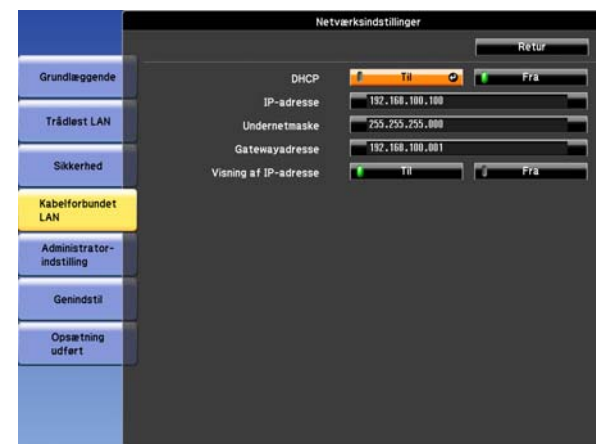 Netværksindstillinger
Retur
Grundlæggende
Trådløst LAN
Sikkerhed
Kabelforbundet
LAN
Administrator-
indstilling
Genindstil
Opsætning
udført
DHCP Til Fra
IP-adresse 192.168.100.100
Undernetmaske 255.255.255.000
Gatewayadresse 192.168.100.001
Visning af IP-adresse Til Fra